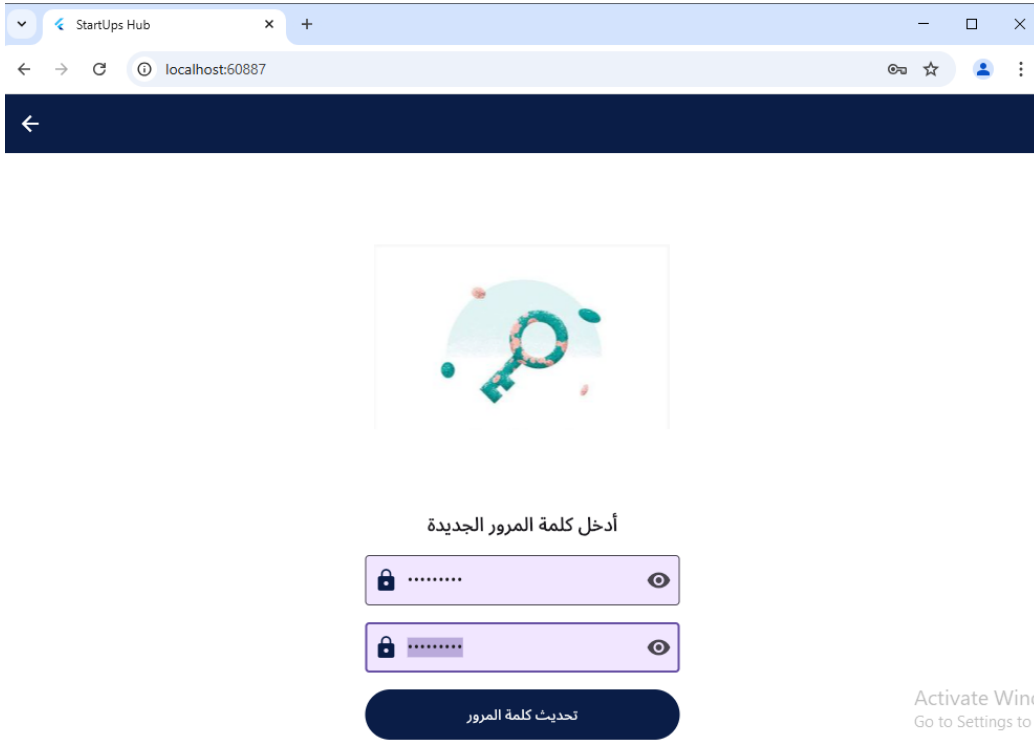 StartUps Hub
localhost:60887
أدخل كلمة المرور الجديدة
•••••••••
•••••••••
تحديث كلمة المرور
Activate Wind
Go to Settings to